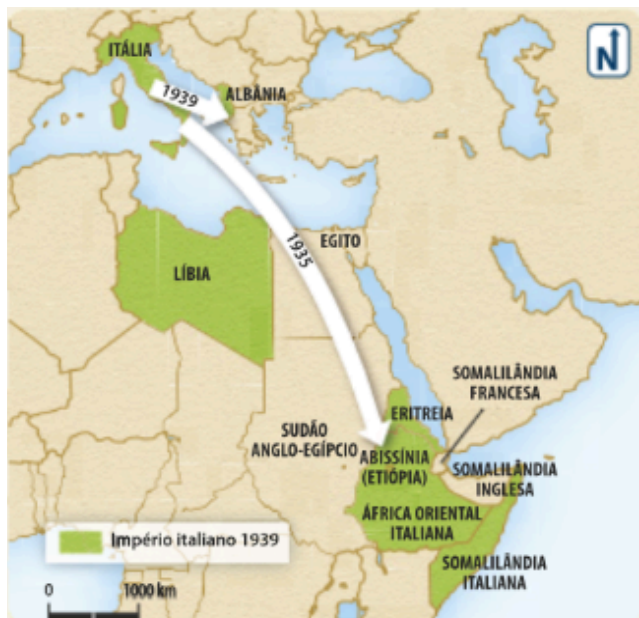 ITÁLIA
N
1939
ALBÂNIA
1935
EGITO
LÍBIA
SOMALILÂNDIA
FRANCESA
ERITREIA
SUDÃO
ANGLO-EGÍPCIO
ABISSÍNIA
(ETIÓPIA)
SOMALILÂNDIA
INGLESA
ÁFRICA ORIENTAL
ITALIANA
Império italiano 1939
SOMALILÂNDIA
ITALIANA
0 1000 km